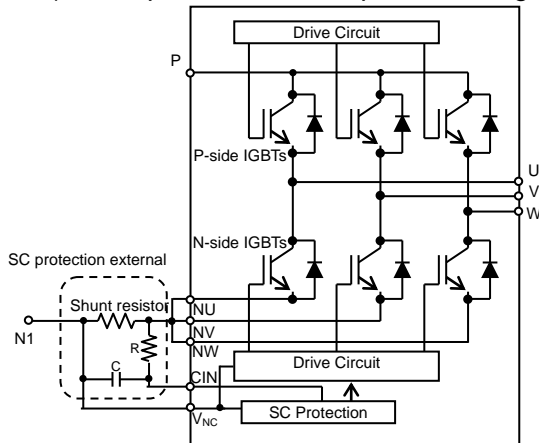 Drive Circuit
P
P-side IGBTs
U
V
W
N-side IGBTs
SC protection external
Shunt resistor
NU
N1
NV
R
NW
C
Drive Circuit
CIN
SC Protection
VNC